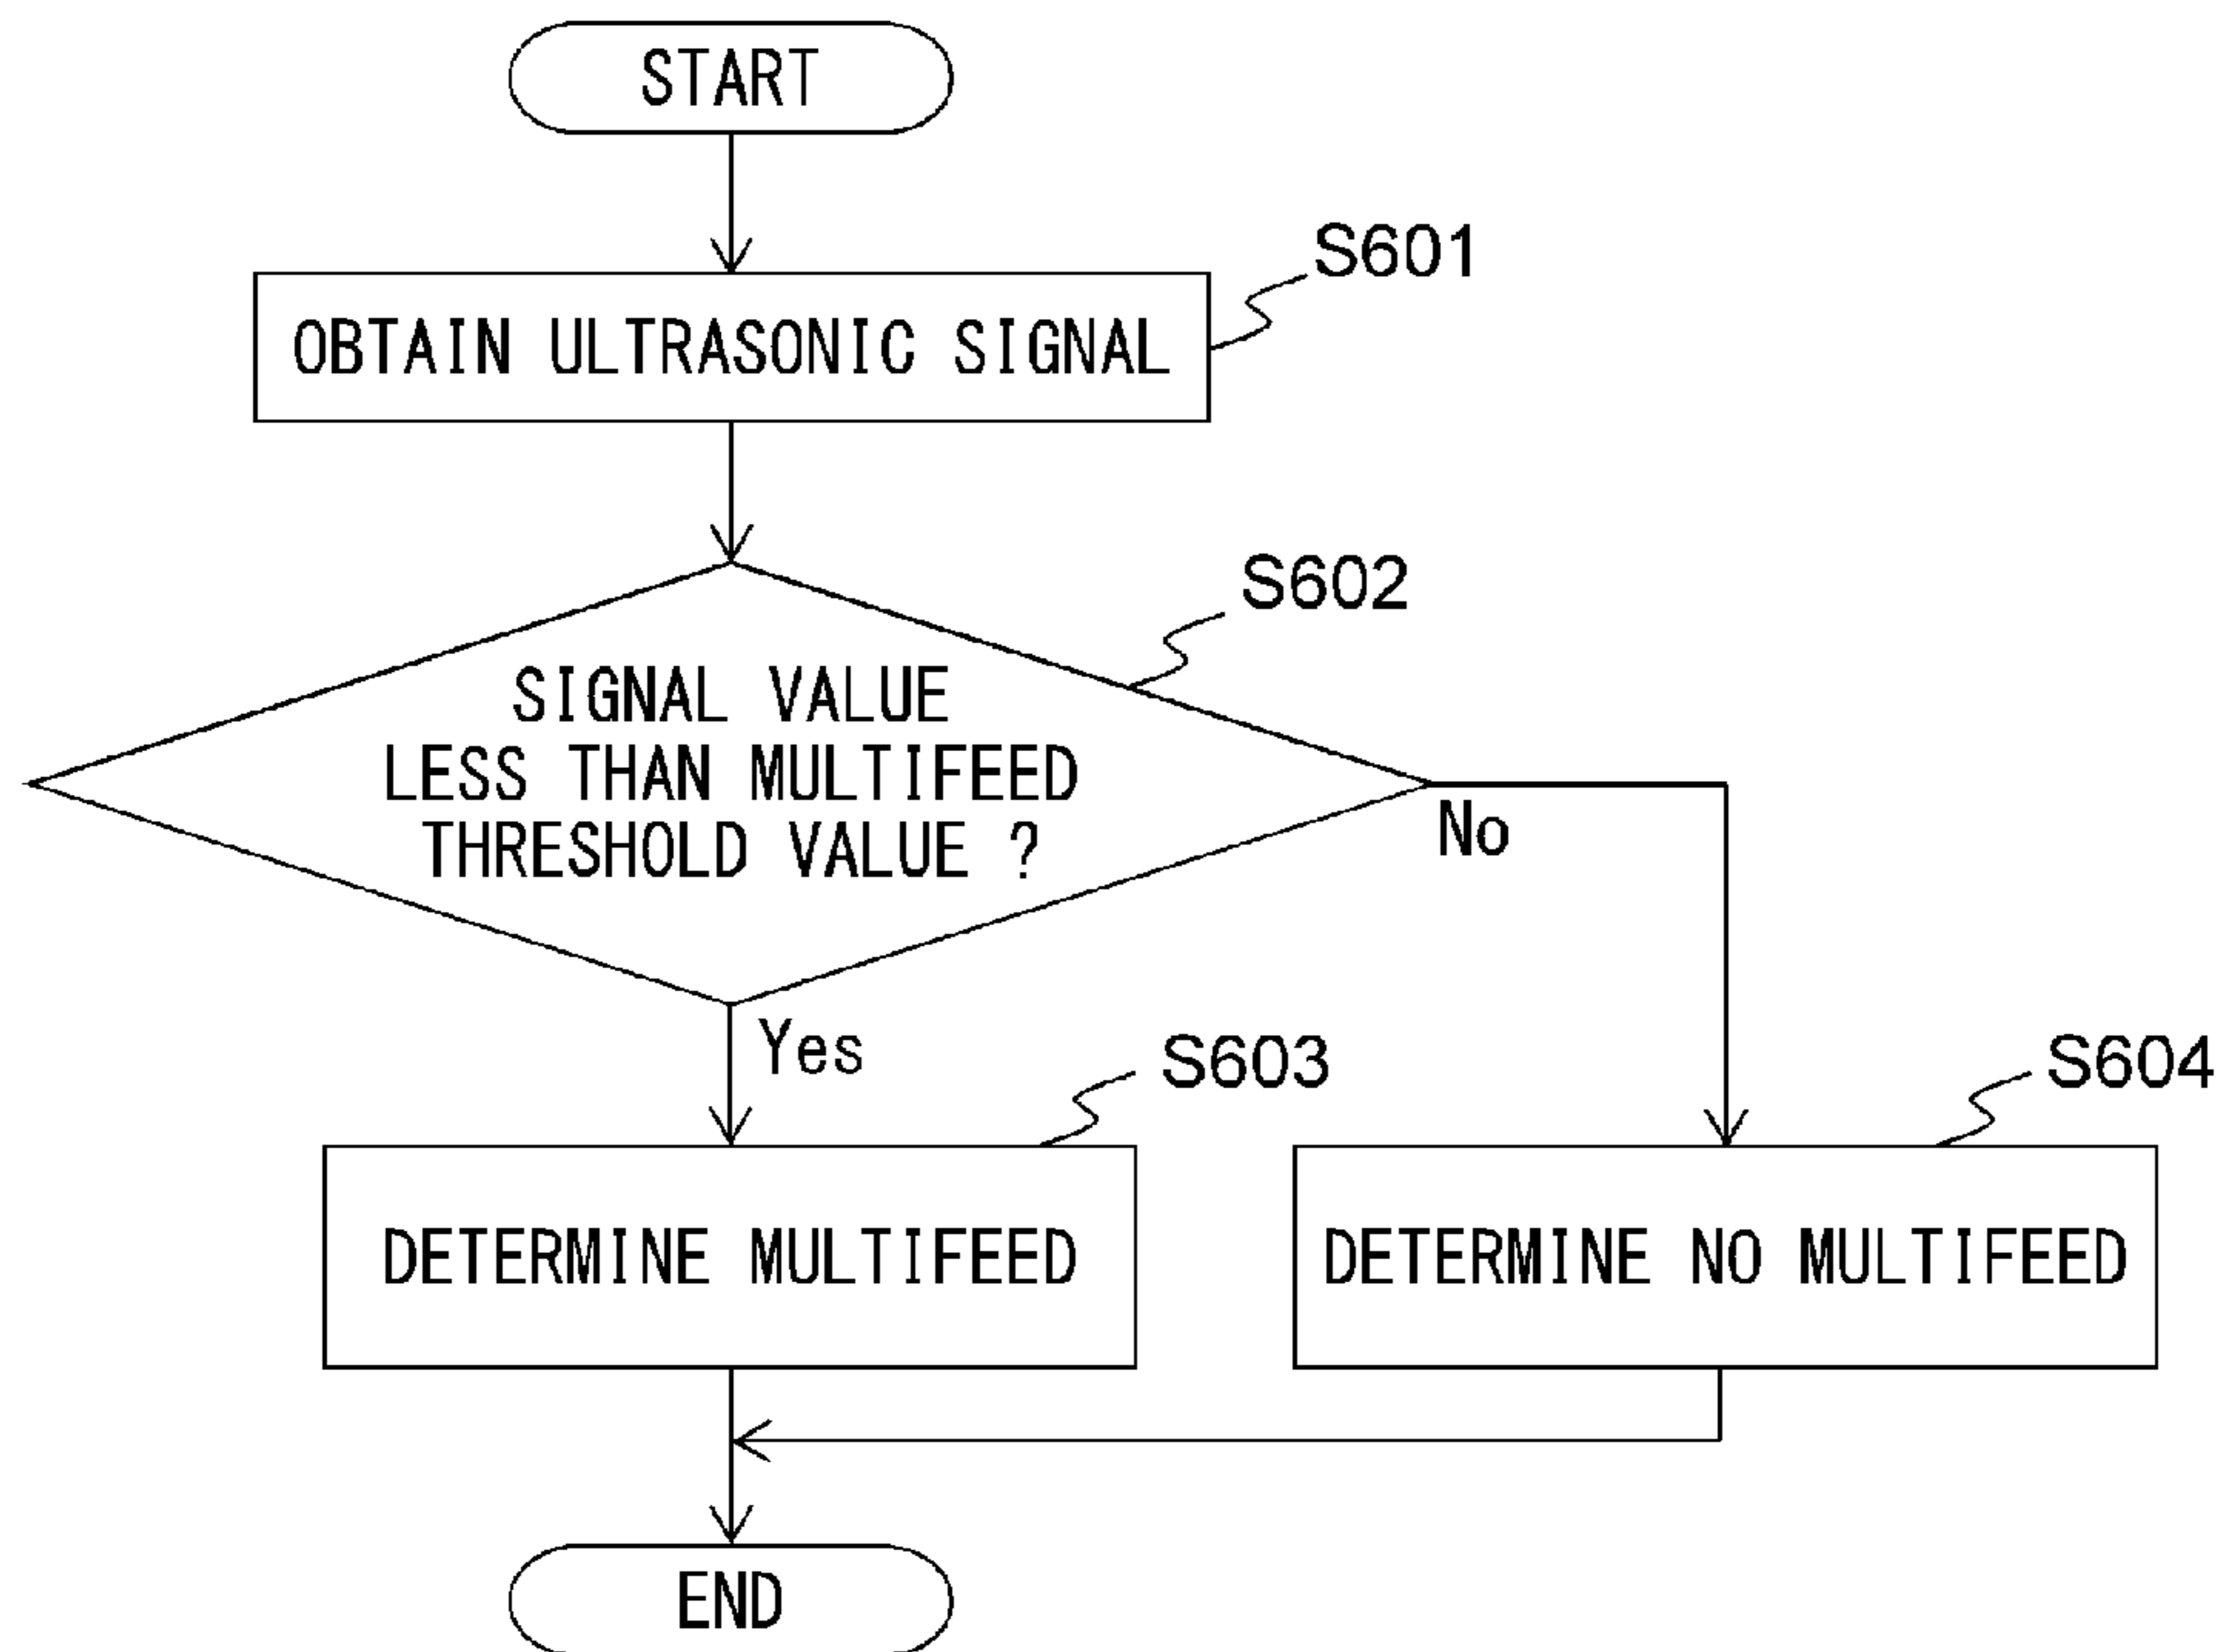 START
S601
OBTAIN ULTRASONIC SIGNAL
S602
SIGNAL VALUE
LESS THAN MULTIFEED
THRESHOLD VALUE ?
No
Yes
S603
S604
DETERMINE MULTIFEED
DETERMINE NO MULTIFEED
END